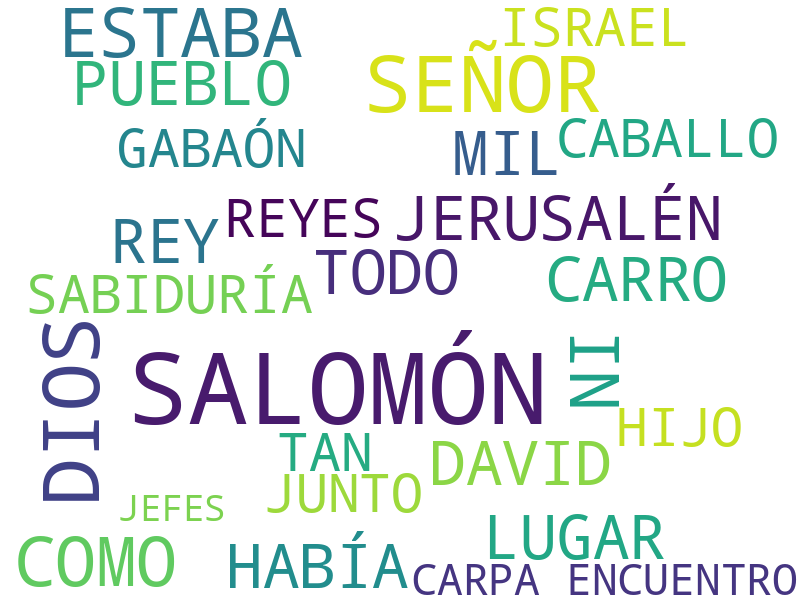 ESTABA
ISRAEL
PUEBLO
SEÑOR
GABAÓN
MIL
CABALLO
REY
REYES
JERUSALÉN
SABIDURÍA
TODO
CARRO
DIOS
SALOMÓN
NI
HIJO
TAN
DAVID
JUNTO
JEFES
COMO
HABÍA
LUGAR
CARPA ENCUENTRO